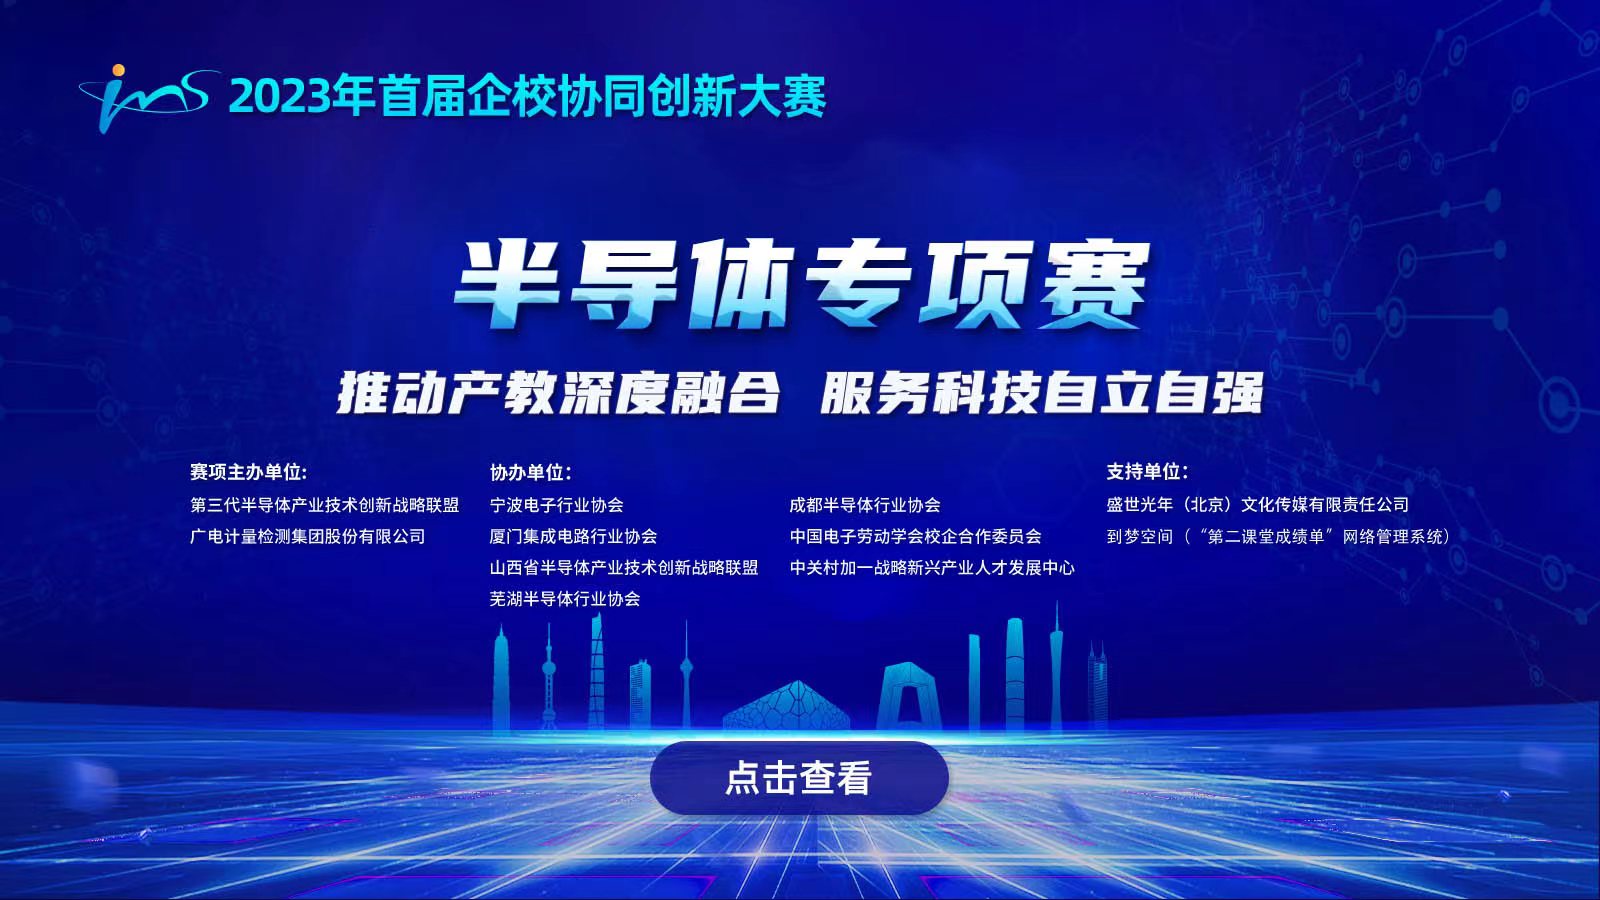 ims 2023年首届企校协同创新大赛
半导体专项赛
推动产教深度融合 服务科技自立自强
赛项主办单位:
第三代半导体产业技术创新战略联盟
广电计量检测集团股份有限公司
协办单位:
宁波电子行业协会
厦门集成电路行业协会
山西省半导体产业技术创新战略联盟
芜湖半导体行业协会
成都半导体行业协会
中国电子劳动学会校企合作委员会
中关村加一战略新兴产业人才发展中心
支持单位:
盛世光年（北京）文化传媒有限责任公司
到梦空间（“第二课堂成绩单”网络管理系统）
点击查看